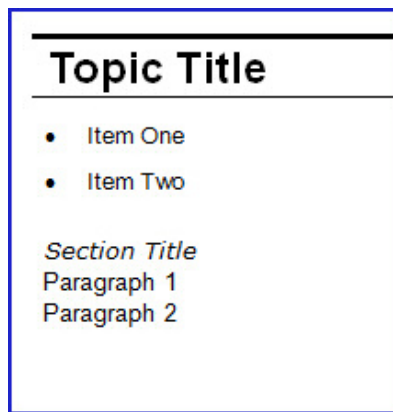 Topic Title
• Item One
• Item Two
Section Title
Paragraph 1
Paragraph 2